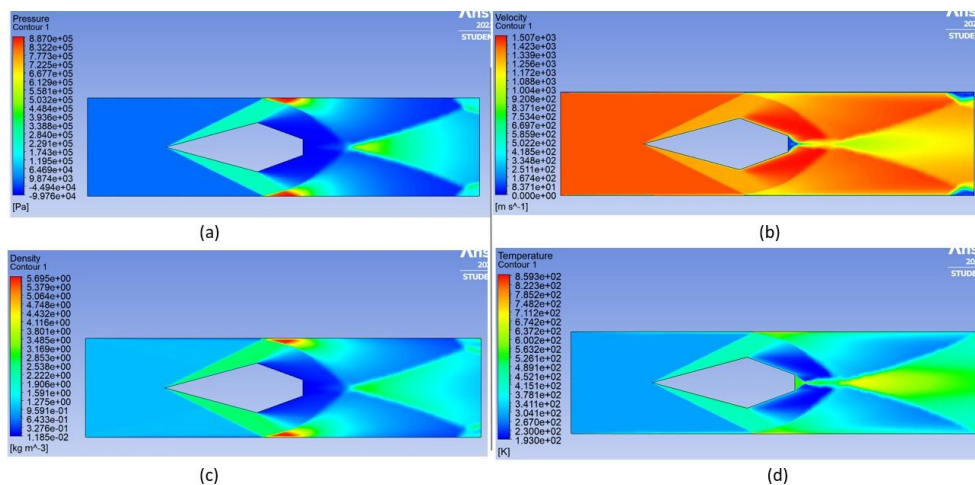 Pressure
Contour 1
8.870e+05
8.322e+05
7.773e+05
7.225e+05
6.677e+05
6.129e+05
5.581e+05
5.032e+05
4.484e+05
3.936e+05
3.388e+05
2.840e+05
2.291e+05
1.743e+05
1.195e+05
6.469e+04
9.874e+03
-4.494e+04
-9.976e+04
[Pa]
Ans
202
STUDEN
(a)
Velocity
Contour 1
1.507e+03
1.423e+03
1.339e+03
1.256e+03
1.172e+03
1.088e+03
1.004e+03
9.208e+02
8.371e+02
7.534e+02
6.697e+02
5.859e+02
5.022e+02
4.185e+02
3.348e+02
2.511e+02
1.674e+02
8.371e+01
0.000e+00
[m s^-1]
Ans
202
STUDEN
(b)
Density
Contour 1
5.695e+00
5.379e+00
5.064e+00
4.748e+00
4.432e+00
4.116e+00
3.801e+00
3.485e+00
3.169e+00
2.853e+00
2.538e+00
2.222e+00
1.906e+00
1.591e+00
1.275e+00
9.591e-01
6.433e-01
3.276e-01
1.185e-02
[kg m^-3]
Ans
202
STUDEN
(c)
Temperature
Contour 1
8.593e+02
8.223e+02
7.852e+02
7.482e+02
7.112e+02
6.742e+02
6.372e+02
6.002e+02
5.632e+02
5.261e+02
4.891e+02
4.521e+02
4.151e+02
3.781e+02
3.411e+02
3.041e+02
2.670e+02
2.300e+02
1.930e+02
[K]
Ans
202
STUDEN
(d)